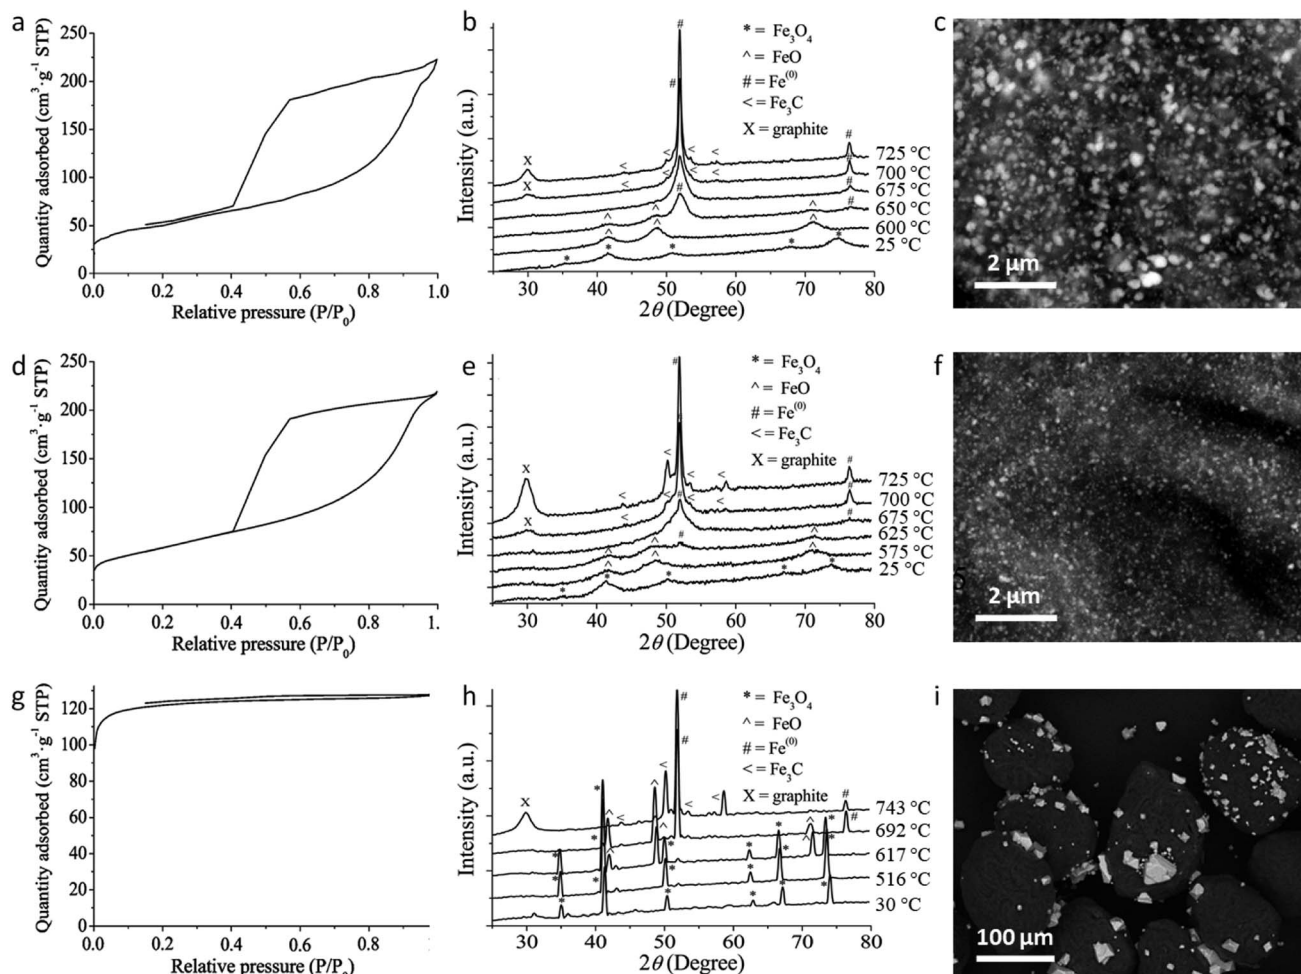 a
250
200
150
100
50
0
0.0 0.2 0.4 0.6 0.8 1.0
Relative pressure (P/P₀)
Quantity adsorbed (cm³·g⁻¹ STP)
b
#
* = Fe₃O₄
^ = FeO
# = Fe⁽⁰⁾
< = Fe₃C
X = graphite
725 °C
700 °C
675 °C
650 °C
600 °C
25 °C
30 40 50 60 70 80
2θ (Degree)
Intensity (a.u.)
c
2 μm
d
250
200
150
100
50
0
0.0 0.2 0.4 0.6 0.8 1.
Relative pressure (P/P₀)
Quantity adsorbed (cm³·g⁻¹ STP)
e
#
* = Fe₃O₄
^ = FeO
# = Fe⁽⁰⁾
< = Fe₃C
X = graphite
725 °C
700 °C
675 °C
625 °C
575 °C
25 °C
30 40 50 60 70 80
2θ (Degree)
Intensity (a.u.)
f
2 μm
g
120
100
80
60
40
20
0
0.0 0.2 0.4 0.6 0.8
Relative pressure (P/P₀)
Quantity adsorbed (cm³·g⁻¹ STP)
h
#
* = Fe₃O₄
^ = FeO
# = Fe⁽⁰⁾
< = Fe₃C
X = graphite
743 °C
692 °C
617 °C
516 °C
30 °C
30 40 50 60 70 80
2θ (Degree)
Intensity (a.u.)
i
100 μm